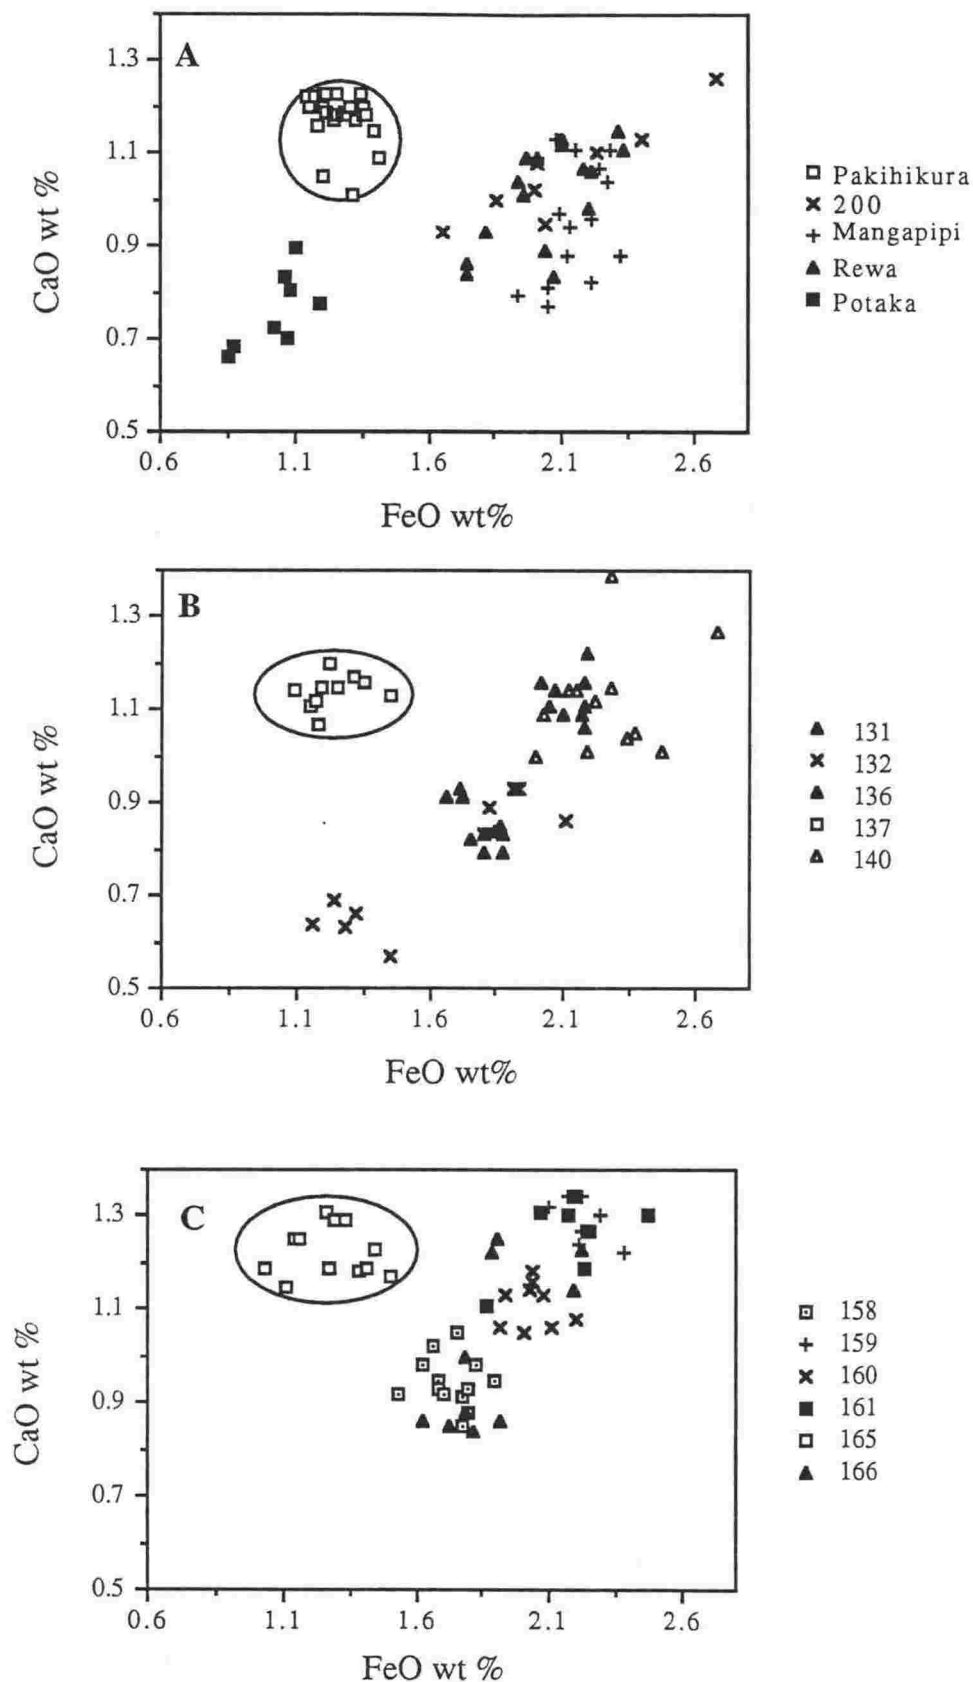 A
1.3
1.1
0.9
0.7
0.5
CaO wt %
0.6 1.1 1.6 2.1 2.6
FeO wt%
Pakihikura
200
Mangapipi
Rewa
Potaka
B
1.3
1.1
0.9
0.7
0.5
CaO wt %
0.6 1.1 1.6 2.1 2.6
FeO wt%
131
132
136
137
140
C
1.3
1.1
0.9
0.7
0.5
CaO wt %
0.6 1.1 1.6 2.1 2.6
FeO wt %
158
159
160
161
165
166